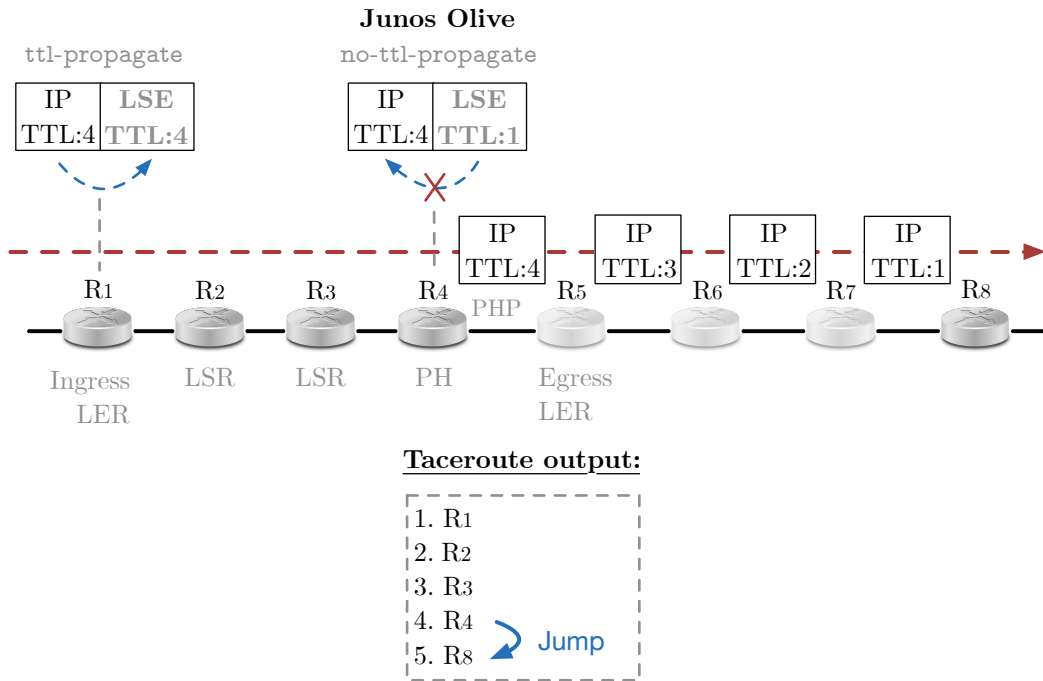 Junos Olive
ttl-propagate
no-ttl-propagate
IP
TTL:4
LSE
TTL:4
IP
TTL:4
LSE
TTL:1
IP
TTL:4
IP
TTL:3
IP
TTL:2
IP
TTL:1
R1
R2
R3
R4
PHP
R5
R6
R7
R8
Ingress
LER
LSR
LSR
PH
Egress
LER
Taceroute output:
1. R1
2. R2
3. R3
4. R4
5. R8
Jump